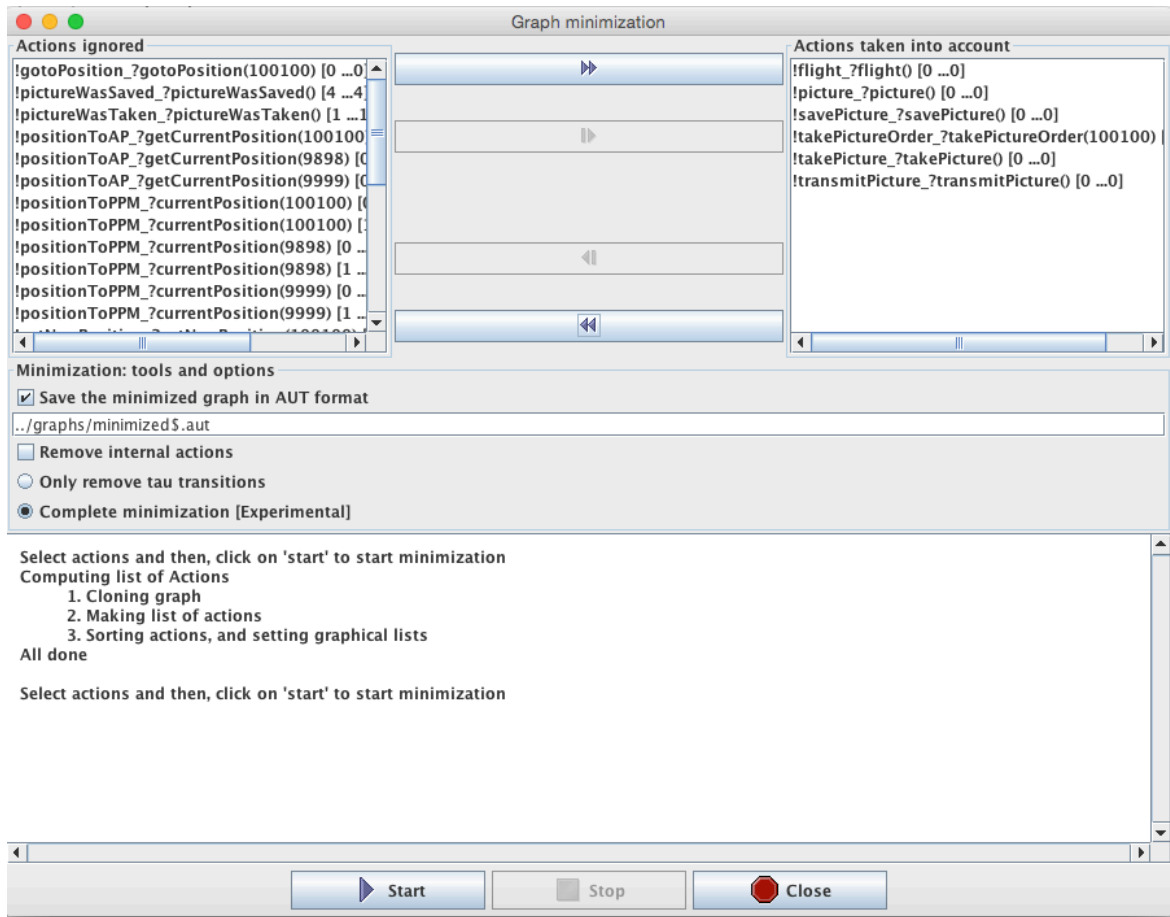 Graph minimization
Actions ignored
!gotoPosition_?gotoPosition(100100) [0 ...0]
!pictureWasSaved_?pictureWasSaved() [4 ...4]
!pictureWasTaken_?pictureWasTaken() [1 ...1
!positionToAP_?getCurrentPosition(100100)
!positionToAP_?getCurrentPosition(9898) [0
!positionToAP_?getCurrentPosition(9999) [0
!positionToPPM_?currentPosition(100100) [0
!positionToPPM_?currentPosition(100100) [1
!positionToPPM_?currentPosition(9898) [0 ..
!positionToPPM_?currentPosition(9898) [1 ..
!positionToPPM_?currentPosition(9999) [0 ..
!positionToPPM_?currentPosition(9999) [1 ..
Actions taken into account
!flight_?flight() [0 ...0]
!picture_?picture() [0 ...0]
!savePicture_?savePicture() [0 ...0]
!takePictureOrder_?takePictureOrder(100100) [
!takePicture_?takePicture() [0 ...0]
!transmitPicture_?transmitPicture() [0 ...0]
Minimization: tools and options
Save the minimized graph in AUT format
../graphs/minimized$.aut
Remove internal actions
Only remove tau transitions
Complete minimization [Experimental]
Select actions and then, click on 'start' to start minimization
Computing list of Actions
1. Cloning graph
2. Making list of actions
3. Sorting actions, and setting graphical lists
All done
Select actions and then, click on 'start' to start minimization
Start
Stop
Close